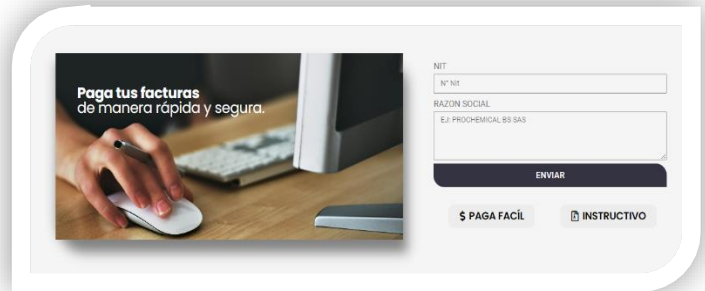 Paga tus facturas
de manera rápida y segura.
NIT
N° Nit
RAZON SOCIAL
EJ: PROCHEMICAL BS SAS
ENVIAR
$ PAGA FACÍL
INSTRUCTIVO